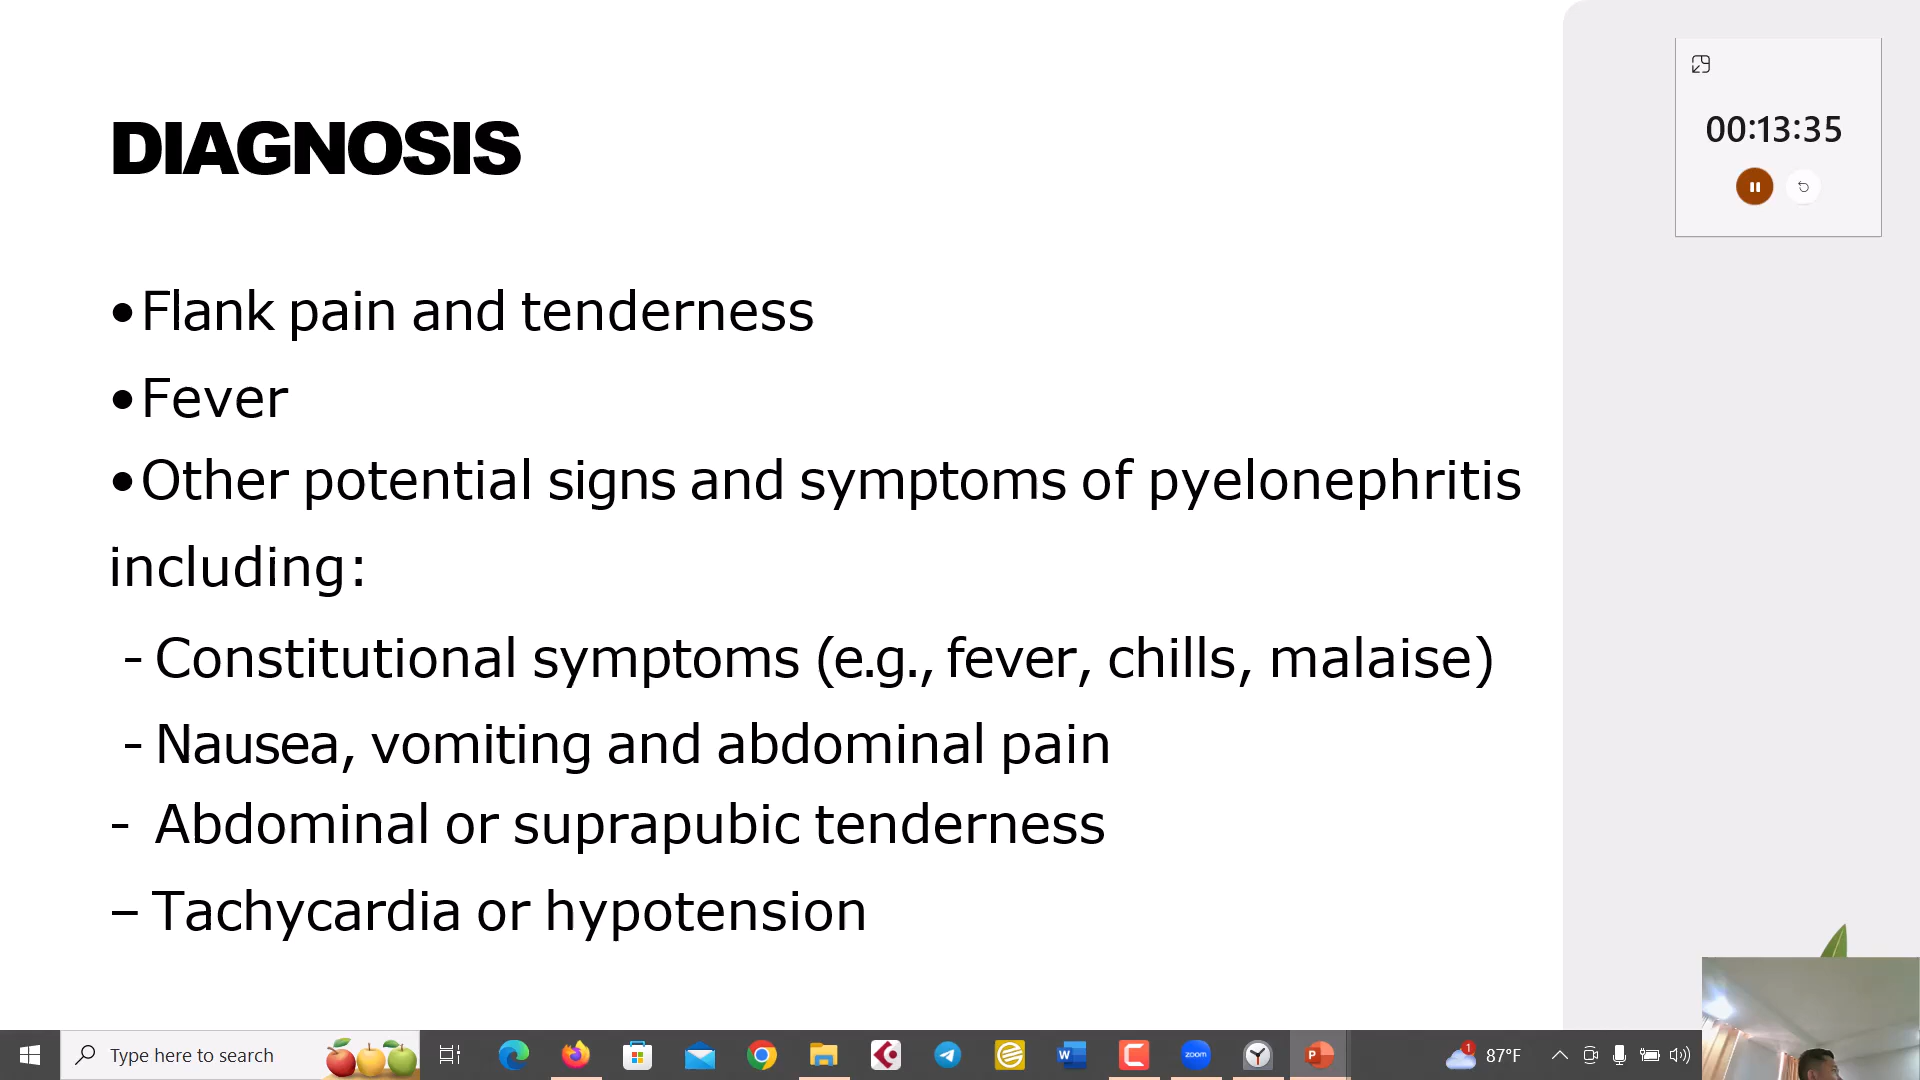 DIAGNOSIS
•Flank pain and tenderness
•Fever
•Other potential signs and symptoms of pyelonephritis
including:
- Constitutional symptoms (e.g., fever, chills, malaise)
- Nausea, vomiting and abdominal pain
- Abdominal or suprapubic tenderness
– Tachycardia or hypotension
00:13:35
Type here to search
zoom
1
87°F